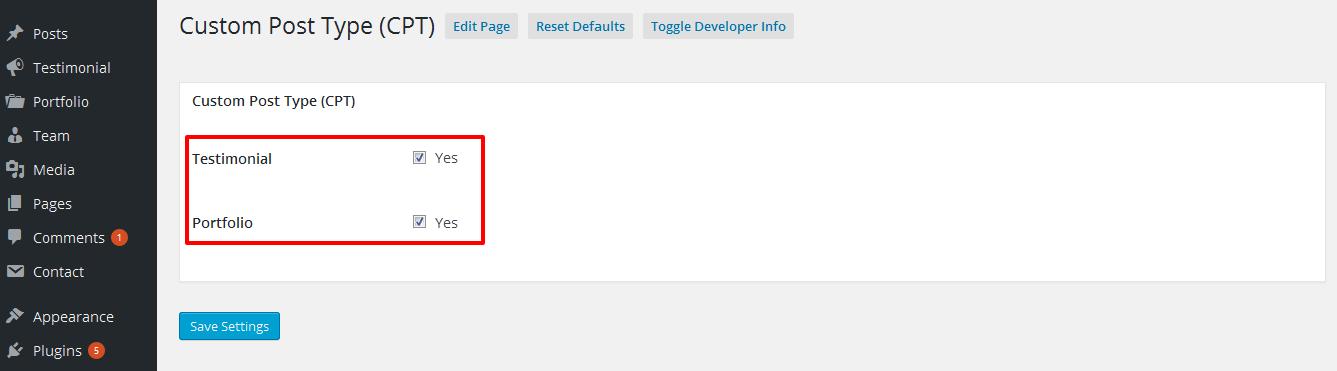 Posts
Testimonial
Portfolio
Team
Media
Pages
Comments 1
Contact
Appearance
Plugins 5
Custom Post Type (CPT) Edit Page Reset Defaults Toggle Developer Info
Custom Post Type (CPT)
Testimonial Yes
Portfolio Yes
Save Settings